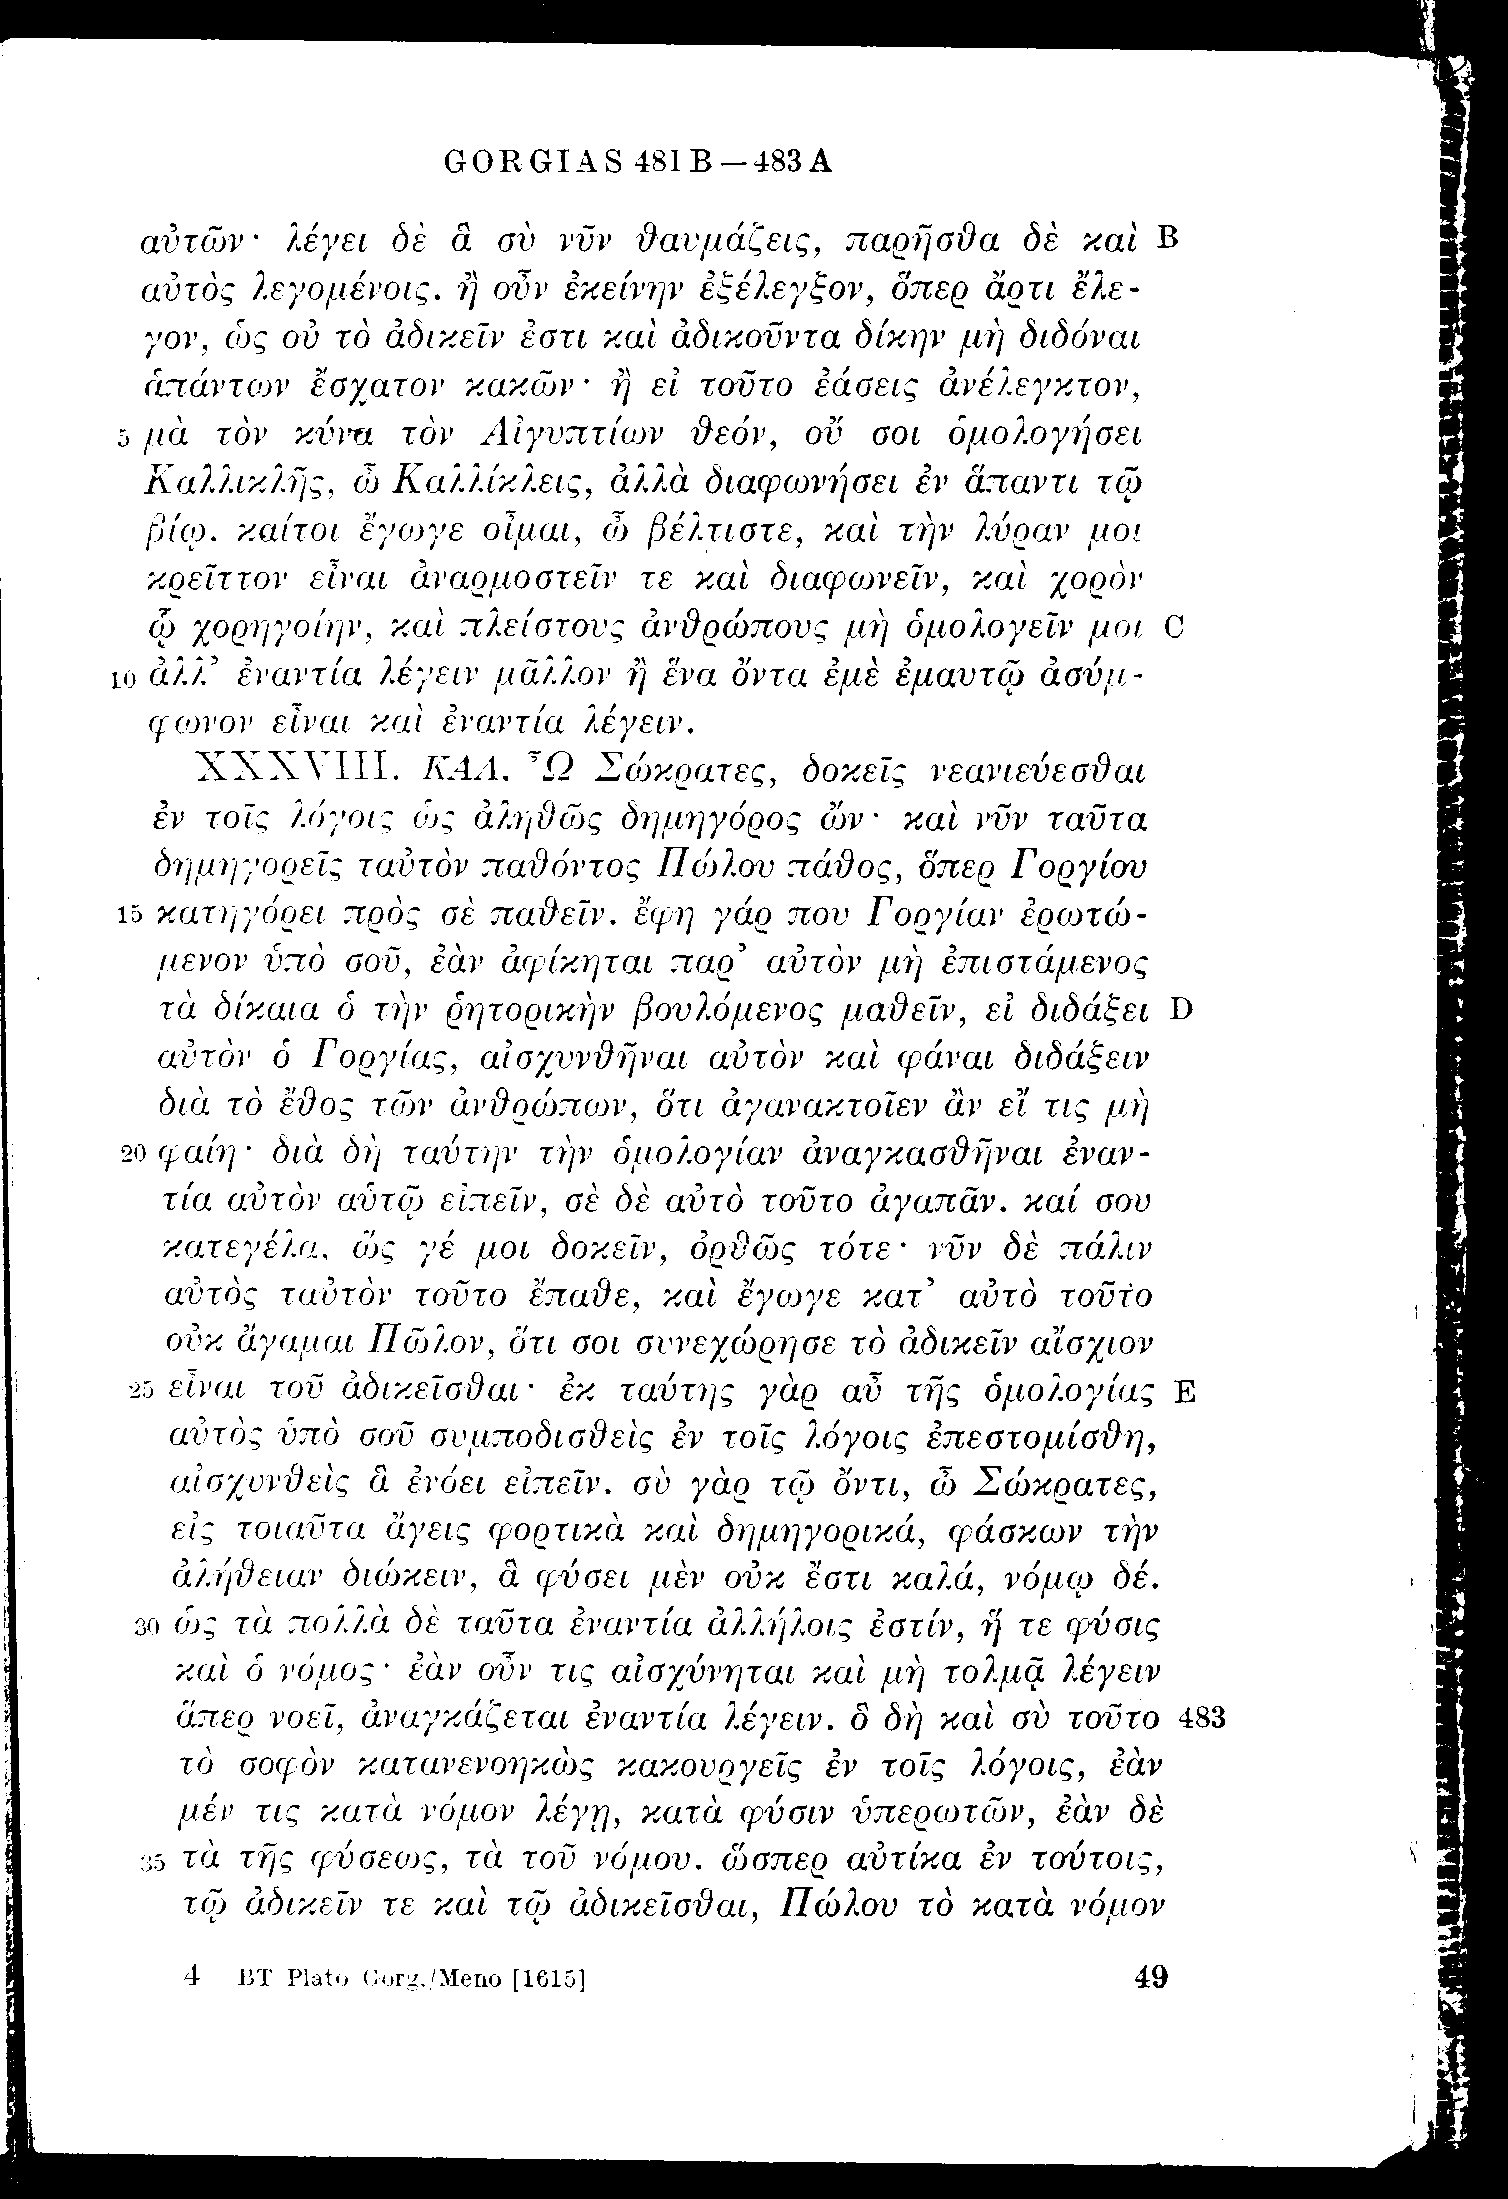 GORGIAS 481 B — 483 A
αὐτῶν· λέγει δὲ ἃ σὺ νῦν θαυμάζεις, παρῆσθα δὲ καὶ B
αὐτὸς λεγομένοις. ἢ οὖν ἐκείνην ἐξέλεγξον, ὅπερ ἄρτι ἔλε-
γον, ὡς οὐ τὸ ἀδικεῖν ἐστι καὶ ἀδικοῦντα δίκην μὴ διδόναι
ἁπάντων ἔσχατον κακῶν· ἢ εἰ τοῦτο ἐάσεις ἀνέλεγκτον,
5 μὰ τὸν κύνα τὸν Αἰγυπτίων θεόν, οὔ σοι ὁμολογήσει
Καλλικλῆς, ὦ Καλλίκλεις, ἀλλὰ διαφωνήσει ἐν ἅπαντι τῷ
βίῳ. καίτοι ἔγωγε οἶμαι, ὦ βέλτιστε, καὶ τὴν λύραν μοι
κρεῖττον εἶναι ἀναρμοστεῖν τε καὶ διαφωνεῖν, καὶ χορὸν
ᾧ χορηγοίην, καὶ πλείστους ἀνθρώπους μὴ ὁμολογεῖν μοι C
10 ἀλλ’ ἐναντία λέγειν μᾶλλον ἢ ἕνα ὄντα ἐμὲ ἐμαυτῷ ἀσύμ-
φωνον εἶναι καὶ ἐναντία λέγειν.
XXXVIII. ΚΑΛ. Ὦ Σώκρατες, δοκεῖς νεανιεύεσθαι
ἐν τοῖς λόγοις ὡς ἀληθῶς δημηγόρος ὤν· καὶ νῦν ταῦτα
δημηγορεῖς ταὐτὸν παθόντος Πώλου πάθος, ὅπερ Γοργίου
15 κατηγόρει πρὸς σὲ παθεῖν. ἔφη γάρ που Γοργίαν ἐρωτώ-
μενον ὑπὸ σοῦ, ἐὰν ἀφίκηται παρ’ αὐτὸν μὴ ἐπιστάμενος
τὰ δίκαια ὁ τὴν ῥητορικὴν βουλόμενος μαθεῖν, εἰ διδάξει D
αὐτὸν ὁ Γοργίας, αἰσχυνθῆναι αὐτὸν καὶ φάναι διδάξειν
διὰ τὸ ἔθος τῶν ἀνθρώπων, ὅτι ἀγανακτοῖεν ἂν εἴ τις μὴ
20 φαίη· διὰ δὴ ταύτην τὴν ὁμολογίαν ἀναγκασθῆναι ἐναν-
τία αὐτὸν αὑτῷ εἰπεῖν, σὲ δὲ αὐτὸ τοῦτο ἀγαπᾶν. καί σου
κατεγέλα, ὥς γέ μοι δοκεῖν, ὀρθῶς τότε· νῦν δὲ πάλιν
αὐτὸς ταὐτὸν τοῦτο ἔπαθε, καὶ ἔγωγε κατ’ αὐτὸ τοῦτο
οὐκ ἄγαμαι Πῶλον, ὅτι σοι συνεχώρησε τὸ ἀδικεῖν αἴσχιον
25 εἶναι τοῦ ἀδικεῖσθαι· ἐκ ταύτης γὰρ αὖ τῆς ὁμολογίας E
αὐτὸς ὑπὸ σοῦ συμποδισθεὶς ἐν τοῖς λόγοις ἐπεστομίσθη,
αἰσχυνθεὶς ἃ ἐνόει εἰπεῖν. σὺ γὰρ τῷ ὄντι, ὦ Σώκρατες,
εἰς τοιαῦτα ἄγεις φορτικὰ καὶ δημηγορικά, φάσκων τὴν
ἀλήθειαν διώκειν, ἃ φύσει μὲν οὐκ ἔστι καλά, νόμῳ δέ.
30 ὡς τὰ πολλὰ δὲ ταῦτα ἐναντία ἀλλήλοις ἐστίν, ἥ τε φύσις
καὶ ὁ νόμος· ἐὰν οὖν τις αἰσχύνηται καὶ μὴ τολμᾷ λέγειν
ἅπερ νοεῖ, ἀναγκάζεται ἐναντία λέγειν. ὃ δὴ καὶ σὺ τοῦτο 483
τὸ σοφὸν κατανενοηκὼς κακουργεῖς ἐν τοῖς λόγοις, ἐὰν
μέν τις κατὰ νόμον λέγῃ, κατὰ φύσιν ὑπερωτῶν, ἐὰν δὲ
35 τὰ τῆς φύσεως, τὰ τοῦ νόμου. ὥσπερ αὐτίκα ἐν τούτοις,
τῷ ἀδικεῖν τε καὶ τῷ ἀδικεῖσθαι, Πώλου τὸ κατὰ νόμον
4 BT Plato Gorg./Meno [1615] 49